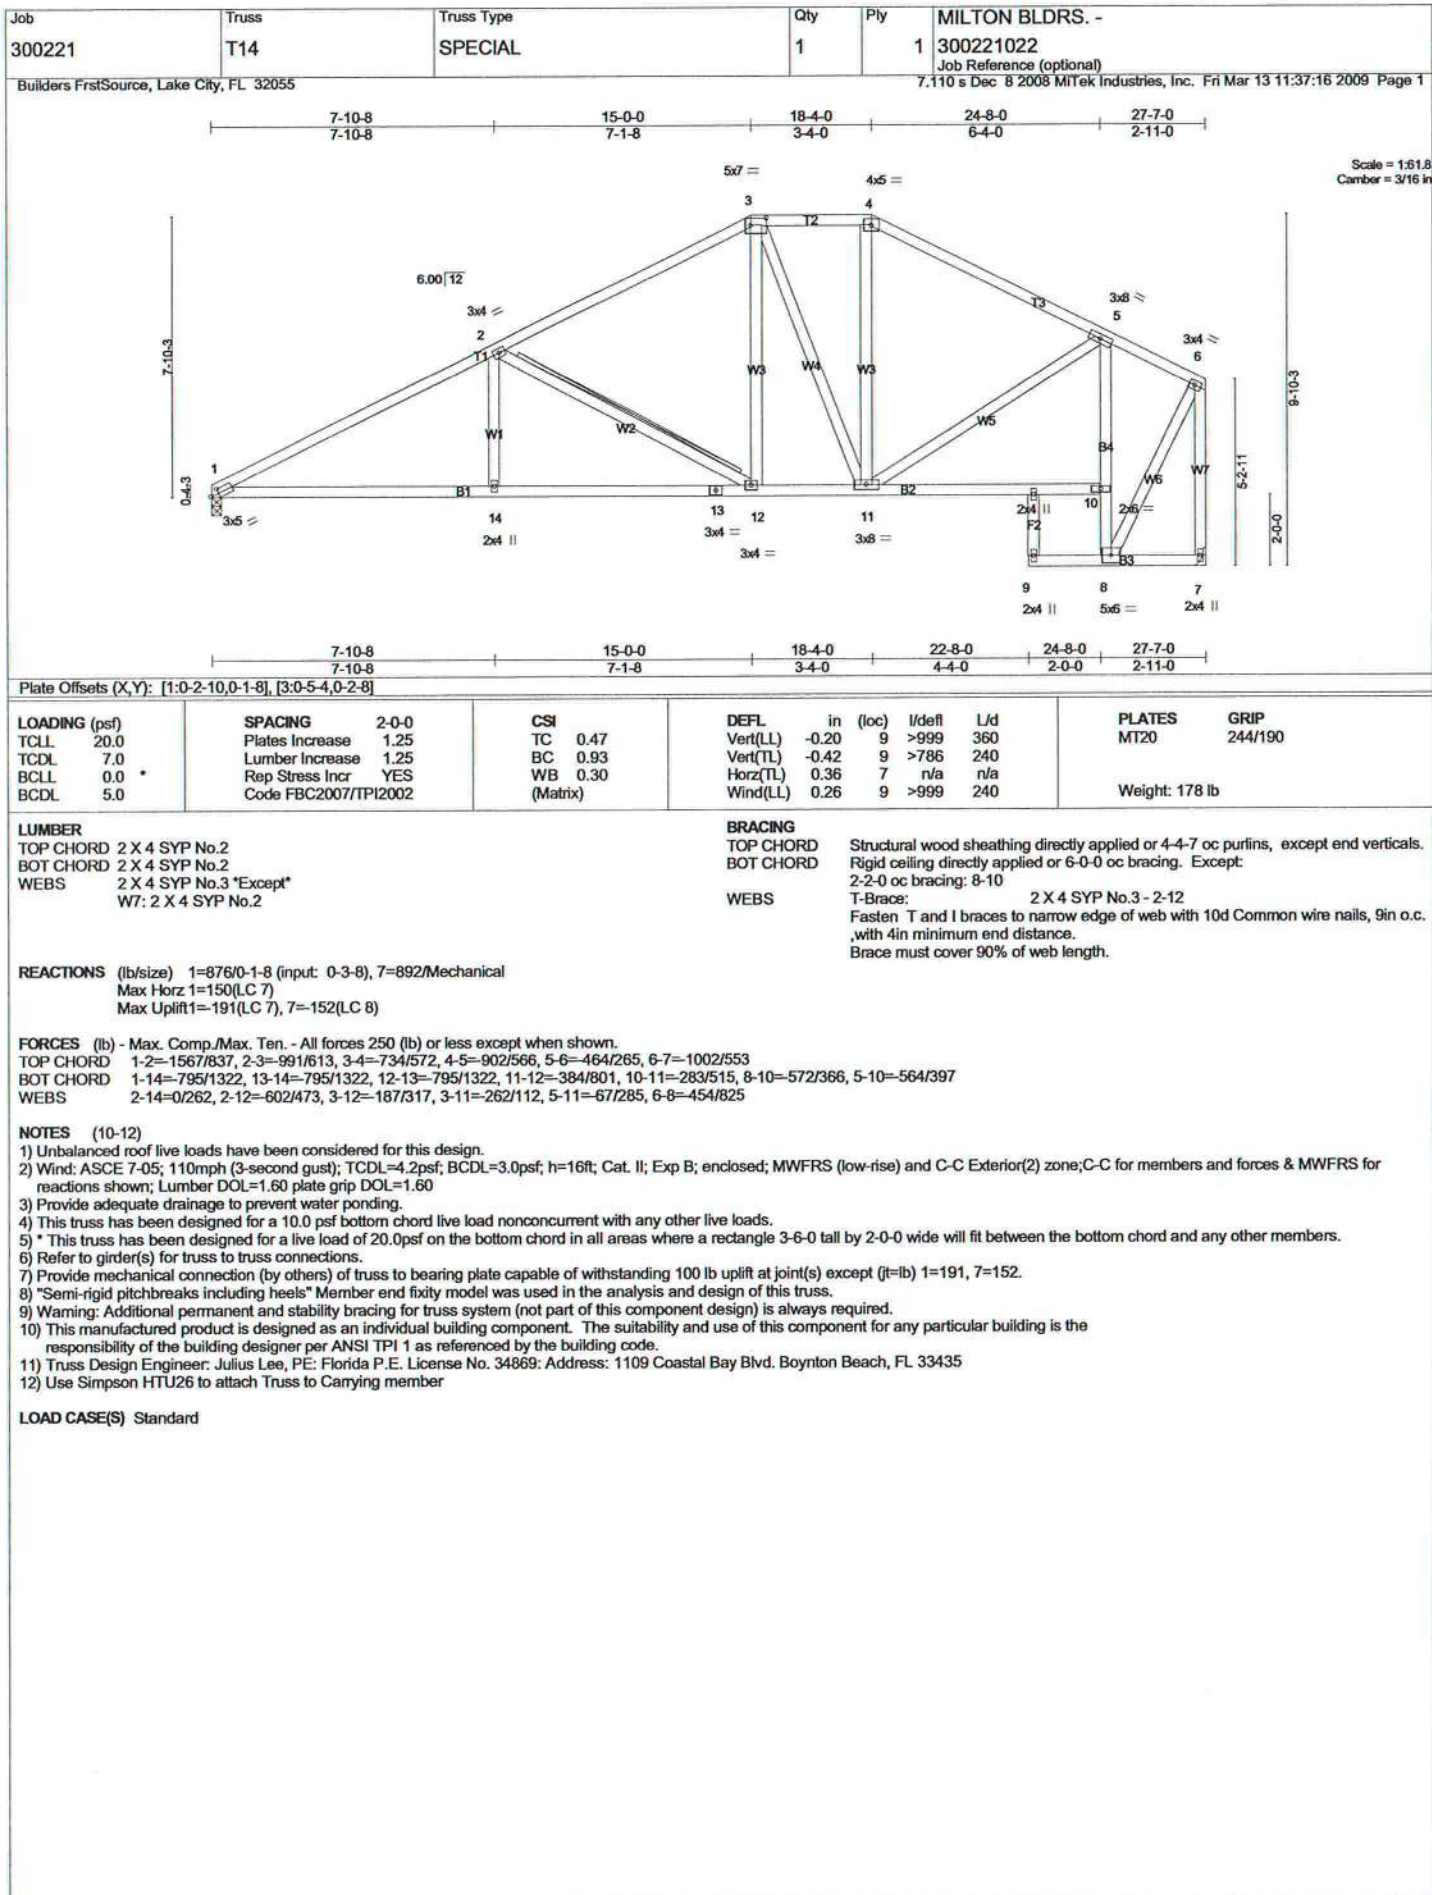 Job Truss Truss Type Qty Ply MILTON BLDRS. -
300221 T14 SPECIAL 1 1 300221022
Job Reference (optional)
Builders FrstSource, Lake City, FL 32055 7.110 s Dec 8 2008 MiTek Industries, Inc. Fri Mar 13 11:37:16 2009 Page 1
7-10-8 15-0-0 18-4-0 24-8-0 27-7-0
7-10-8 7-1-8 3-4-0 6-4-0 2-11-0
Scale = 1:61.8
Camber = 3/16 in
5x7 =
4x5 =
3 4
T2
6.00 12
3x4
T3
3x8
2
5
T1
3x4
7-10-3
6
W3 W4 W3
9-10-3
W2
W5
W1
B4
W6 W7
5-2-11
1
0-4-3
B1 B2
10
3x5
14 13 12 11
2x4 || 2x6 =
F2
2-0-0
2x4 || 3x4 = 3x8 =
3x4 =
B3
9 8 7
2x4 || 5x6 = 2x4 ||
7-10-8 15-0-0 18-4-0 22-8-0 24-8-0 27-7-0
7-10-8 7-1-8 3-4-0 4-4-0 2-0-0 2-11-0
Plate Offsets (X,Y): [1:0-2-10,0-1-8], [3:0-5-4,0-2-8]
LOADING (psf) SPACING 2-0-0 CSI DEFL in (loc) l/defl L/d PLATES GRIP
TCLL 20.0 Plates Increase 1.25 TC 0.47 Vert(LL) -0.20 9 >999 360 MT20 244/190
TCDL 7.0 Lumber Increase 1.25 BC 0.93 Vert(TL) -0.42 9 >786 240
BCLL 0.0 * Rep Stress Incr YES WB 0.30 Horz(TL) 0.36 7 n/a n/a
BCDL 5.0 Code FBC2007/TPI2002 (Matrix) Wind(LL) 0.26 9 >999 240 Weight: 178 lb
LUMBER
TOP CHORD 2 X 4 SYP No.2
BOT CHORD 2 X 4 SYP No.2
WEBS 2 X 4 SYP No.3 *Except*
W7: 2 X 4 SYP No.2
BRACING
TOP CHORD Structural wood sheathing directly applied or 4-4-7 oc purlins, except end verticals.
BOT CHORD Rigid ceiling directly applied or 6-0-0 oc bracing. Except:
2-2-0 oc bracing: 8-10
WEBS T-Brace: 2 X 4 SYP No.3 - 2-12
Fasten T and I braces to narrow edge of web with 10d Common wire nails, 9in o.c.
,with 4in minimum end distance.
Brace must cover 90% of web length.
REACTIONS (lb/size) 1=876/0-1-8 (input: 0-3-8), 7=892/Mechanical
Max Horz 1=150(LC 7)
Max Uplift1=-191(LC 7), 7=-152(LC 8)
FORCES (lb) - Max. Comp./Max. Ten. - All forces 250 (lb) or less except when shown.
TOP CHORD 1-2=-1567/837, 2-3=-991/613, 3-4=-734/572, 4-5=-902/566, 5-6=-464/265, 6-7=-1002/553
BOT CHORD 1-14=-795/1322, 13-14=-795/1322, 12-13=-795/1322, 11-12=-384/801, 10-11=-283/515, 8-10=-572/366, 5-10=-564/397
WEBS 2-14=0/262, 2-12=-602/473, 3-12=-187/317, 3-11=-262/112, 5-11=-67/285, 6-8=-454/825
NOTES (10-12)
1) Unbalanced roof live loads have been considered for this design.
2) Wind: ASCE 7-05; 110mph (3-second gust); TCDL=4.2psf; BCDL=3.0psf; h=16ft; Cat. II; Exp B; enclosed; MWFRS (low-rise) and C-C Exterior(2) zone;C-C for members and forces & MWFRS for
reactions shown; Lumber DOL=1.60 plate grip DOL=1.60
3) Provide adequate drainage to prevent water ponding.
4) This truss has been designed for a 10.0 psf bottom chord live load nonconcurrent with any other live loads.
5) * This truss has been designed for a live load of 20.0psf on the bottom chord in all areas where a rectangle 3-6-0 tall by 2-0-0 wide will fit between the bottom chord and any other members.
6) Refer to girder(s) for truss to truss connections.
7) Provide mechanical connection (by others) of truss to bearing plate capable of withstanding 100 lb uplift at joint(s) except (jt=lb) 1=191, 7=152.
8) "Semi-rigid pitchbreaks including heels" Member end fixity model was used in the analysis and design of this truss.
9) Warning: Additional permanent and stability bracing for truss system (not part of this component design) is always required.
10) This manufactured product is designed as an individual building component. The suitability and use of this component for any particular building is the
responsibility of the building designer per ANSI TPI 1 as referenced by the building code.
11) Truss Design Engineer: Julius Lee, PE: Florida P.E. License No. 34869: Address: 1109 Coastal Bay Blvd. Boynton Beach, FL 33435
12) Use Simpson HTU26 to attach Truss to Carrying member
LOAD CASE(S) Standard